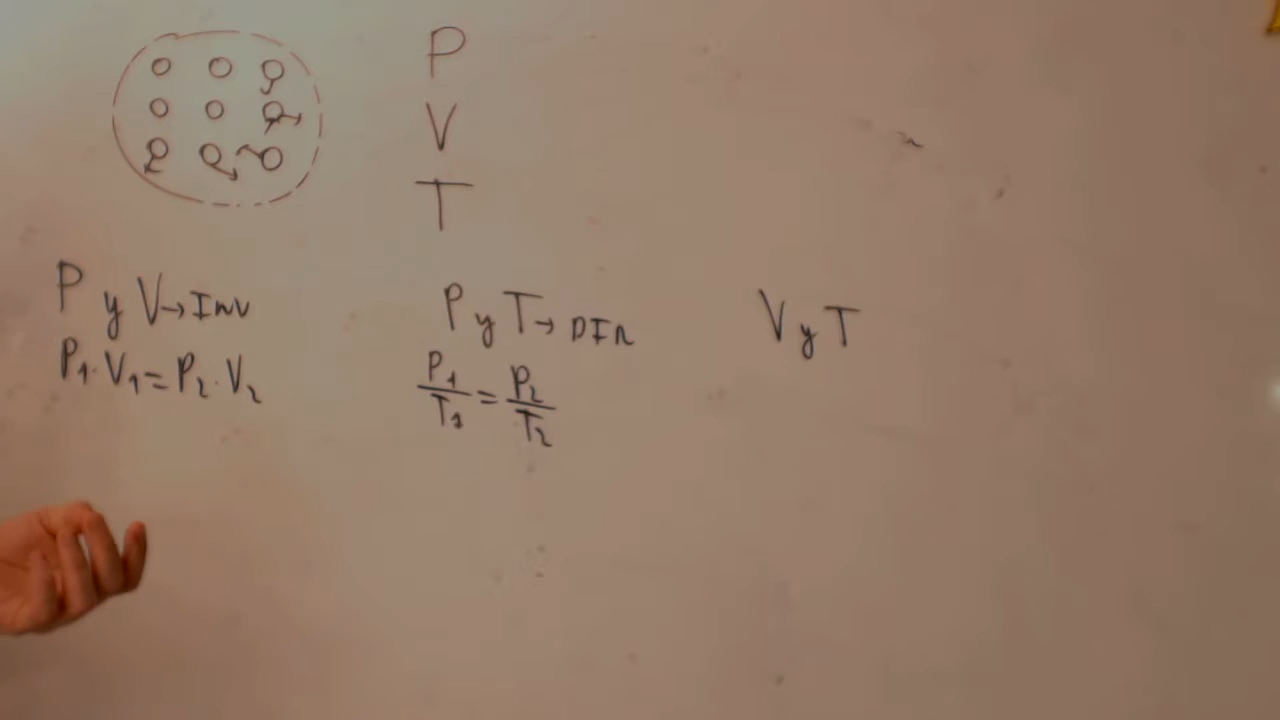 P
V
T
P y V→INV
P₁·V₁=P₂·V₂
P y T→DIR
P₁/T₁=P₂/T₂
V y T